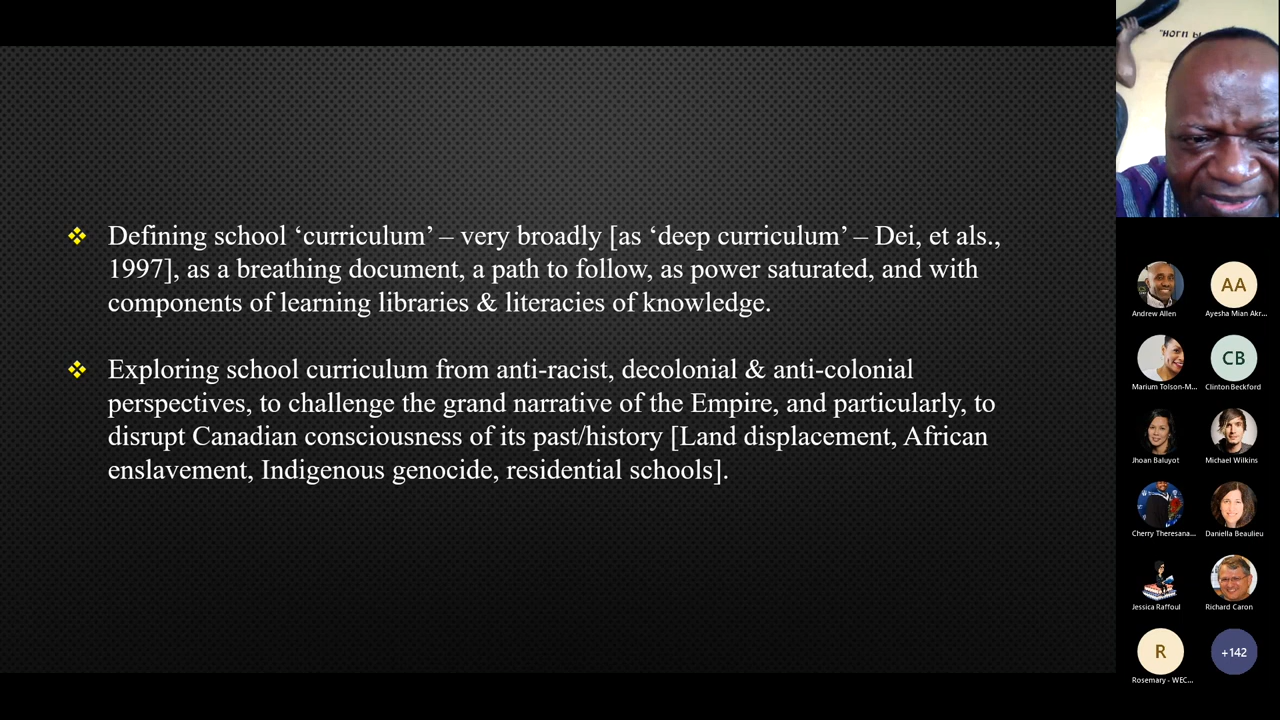 "HORN
Defining school ‘curriculum’ – very broadly [as ‘deep curriculum’ – Dei, et als.,
1997], as a breathing document, a path to follow, as power saturated, and with
components of learning libraries & literacies of knowledge.
Exploring school curriculum from anti-racist, decolonial & anti-colonial
perspectives, to challenge the grand narrative of the Empire, and particularly, to
disrupt Canadian consciousness of its past/history [Land displacement, African
enslavement, Indigenous genocide, residential schools].
AA
Andrew Allen
Ayesha Mian Akr...
CB
Marium Tolson-M...
Clinton Beckford
Jhoan Baluyot
Michael Wilkins
Cherry Theresana...
Daniella Beaulieu
Jessica Raffoul
Richard Caron
R
+142
Rosemary - WEC...